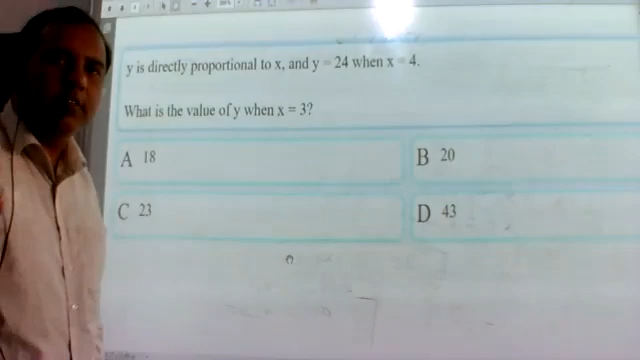 y is directly proportional to x, and y = 24 when x = 4.
What is the value of y when x = 3?
A 18
B 20
C 23
D 43